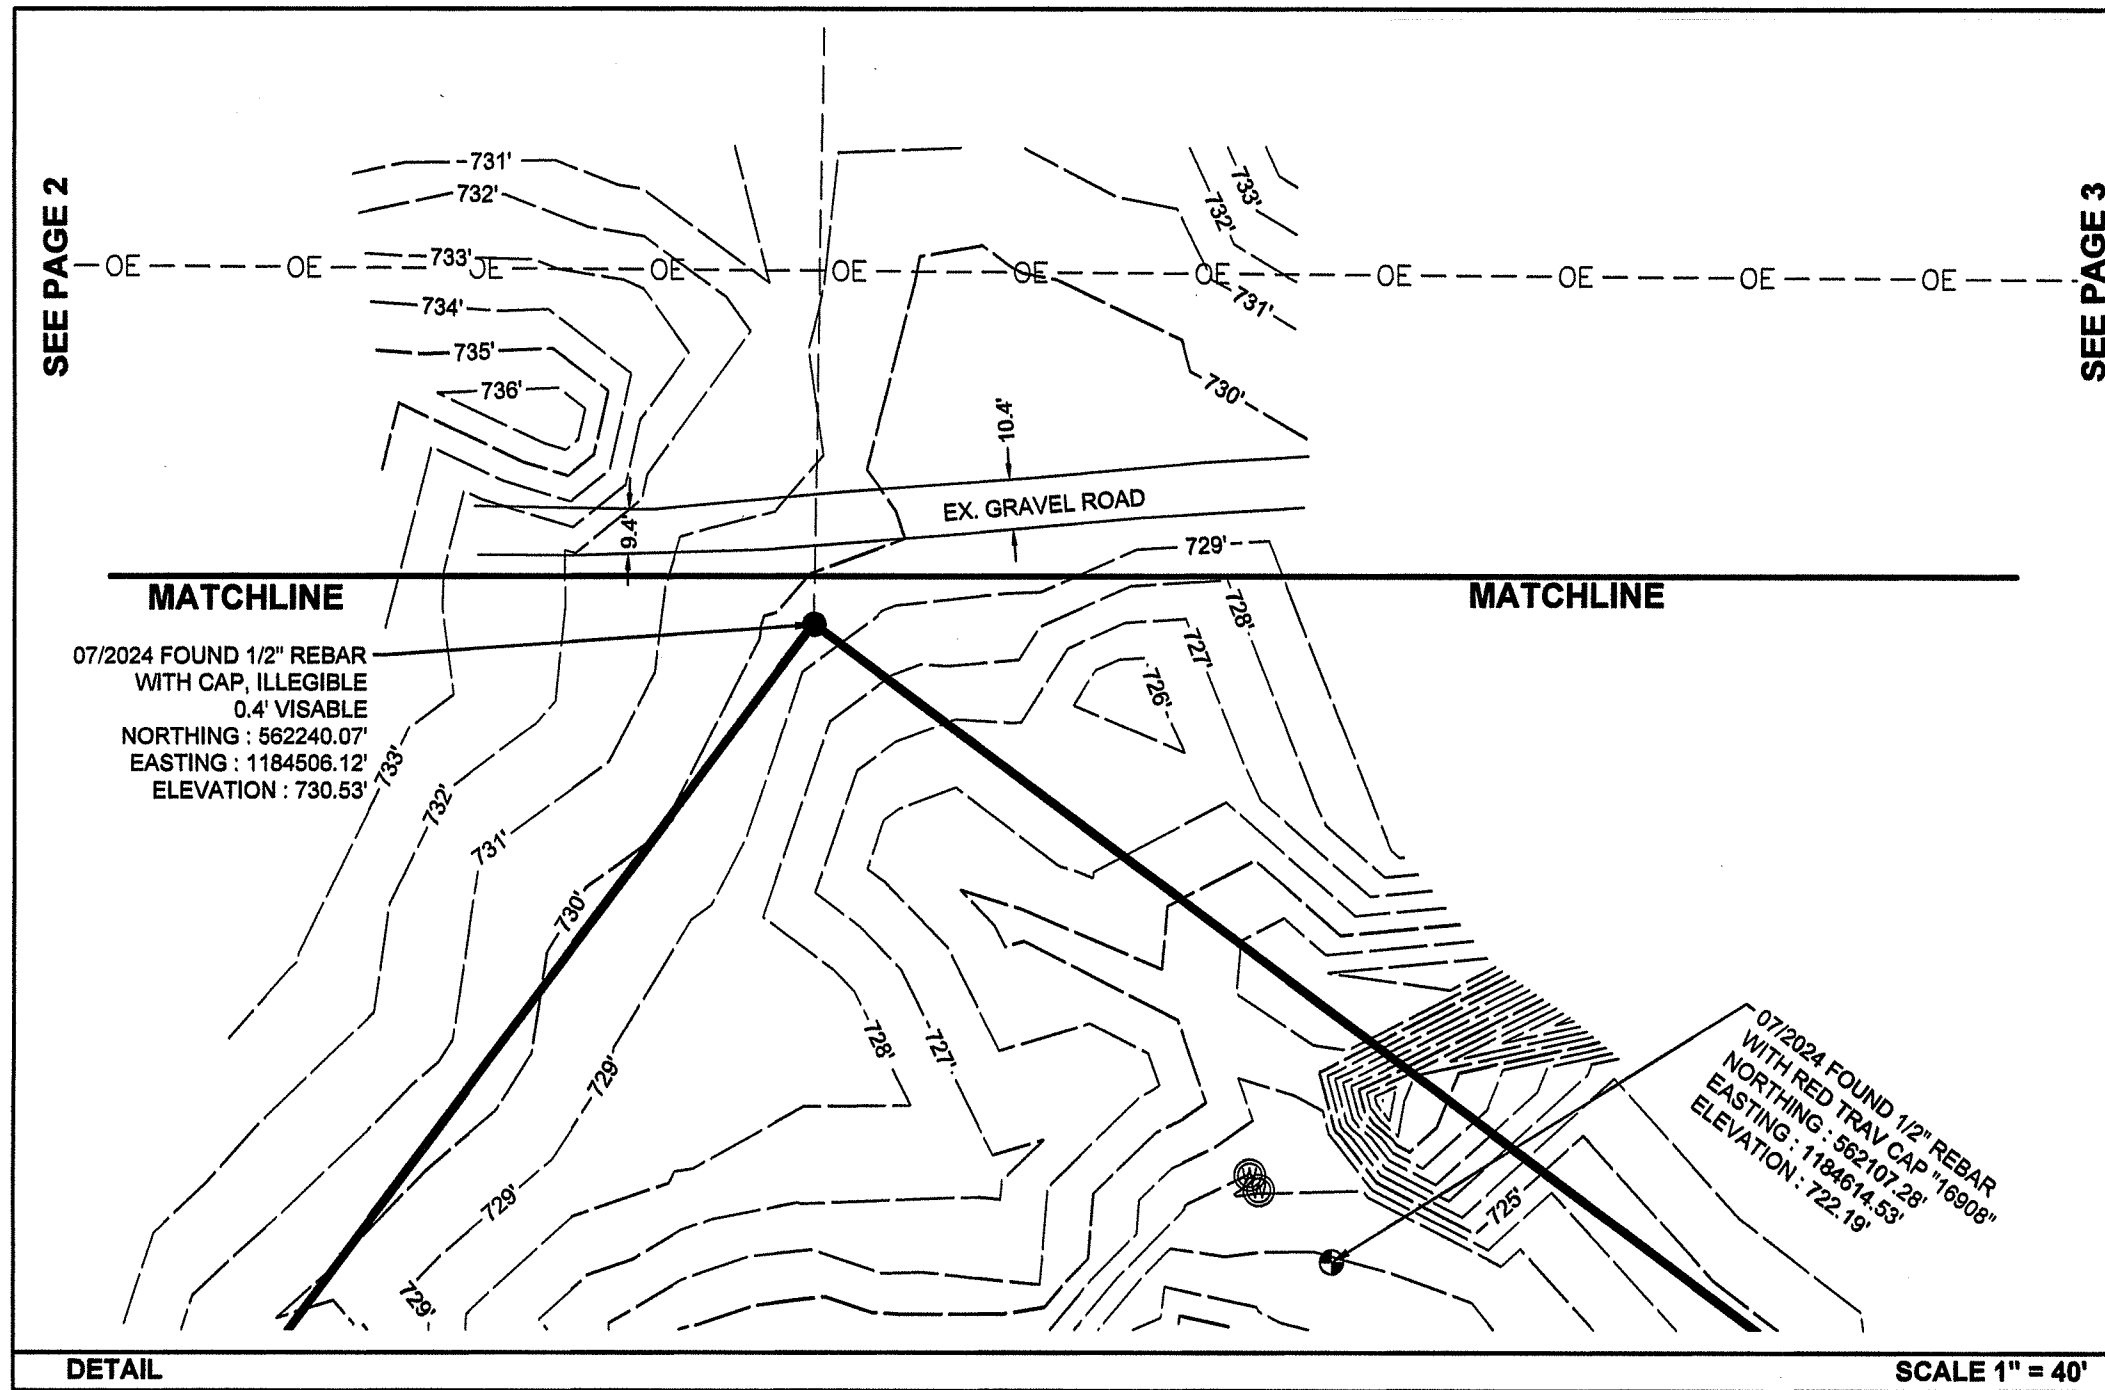 731'
732'
733'
734'
735'
736'
733'
732'
731'
730'
SEE PAGE 2
SEE PAGE 3
OE OE OE OE OE OE OE OE OE OE OE
10.4'
9.4'
EX. GRAVEL ROAD
729'
MATCHLINE
MATCHLINE
728'
727'
726'
07/2024 FOUND 1/2" REBAR
WITH CAP, ILLEGIBLE
0.4' VISABLE
NORTHING : 562240.07'
EASTING : 1184506.12'
ELEVATION : 730.53'
733'
732'
731'
730'
729'
728'
727'
729'
729'
W
W
725'
07/2024 FOUND 1/2" REBAR
WITH RED TRAV CAP "16908"
NORTHING : 562107.28'
EASTING : 1184614.53'
ELEVATION : 722.19'
DETAIL
SCALE 1" = 40'